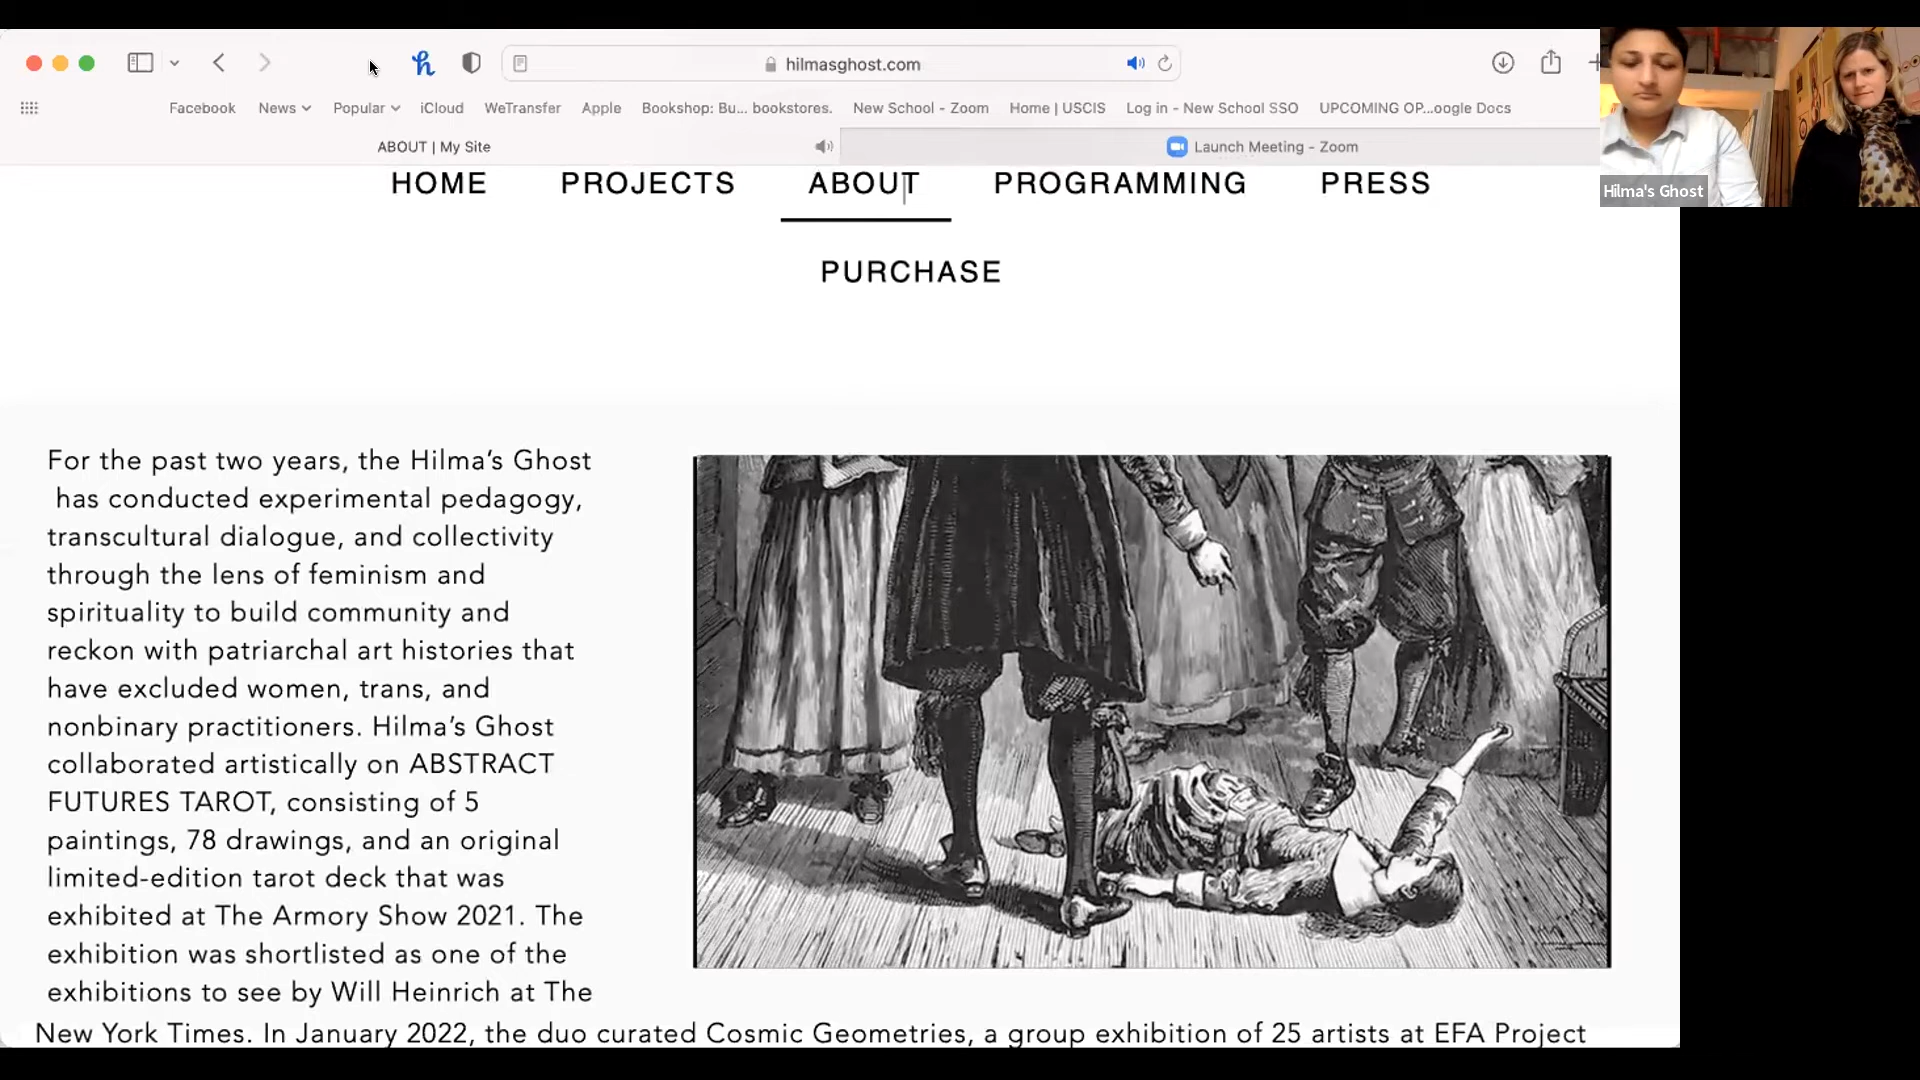 hilmasghost.com
Facebook News Popular iCloud WeTransfer Apple Bookshop: Bu... bookstores. New School - Zoom Home | USCIS Log in - New School SSO UPCOMING OP...oogle Docs
ABOUT | My Site Launch Meeting - Zoom
Hilma's Ghost
HOME PROJECTS ABOUT PROGRAMMING PRESS
PURCHASE
For the past two years, the Hilma’s Ghost
has conducted experimental pedagogy,
transcultural dialogue, and collectivity
through the lens of feminism and
spirituality to build community and
reckon with patriarchal art histories that
have excluded women, trans, and
nonbinary practitioners. Hilma’s Ghost
collaborated artistically on ABSTRACT
FUTURES TAROT, consisting of 5
paintings, 78 drawings, and an original
limited-edition tarot deck that was
exhibited at The Armory Show 2021. The
exhibition was shortlisted as one of the
exhibitions to see by Will Heinrich at The
New York Times. In January 2022, the duo curated Cosmic Geometries, a group exhibition of 25 artists at EFA Project